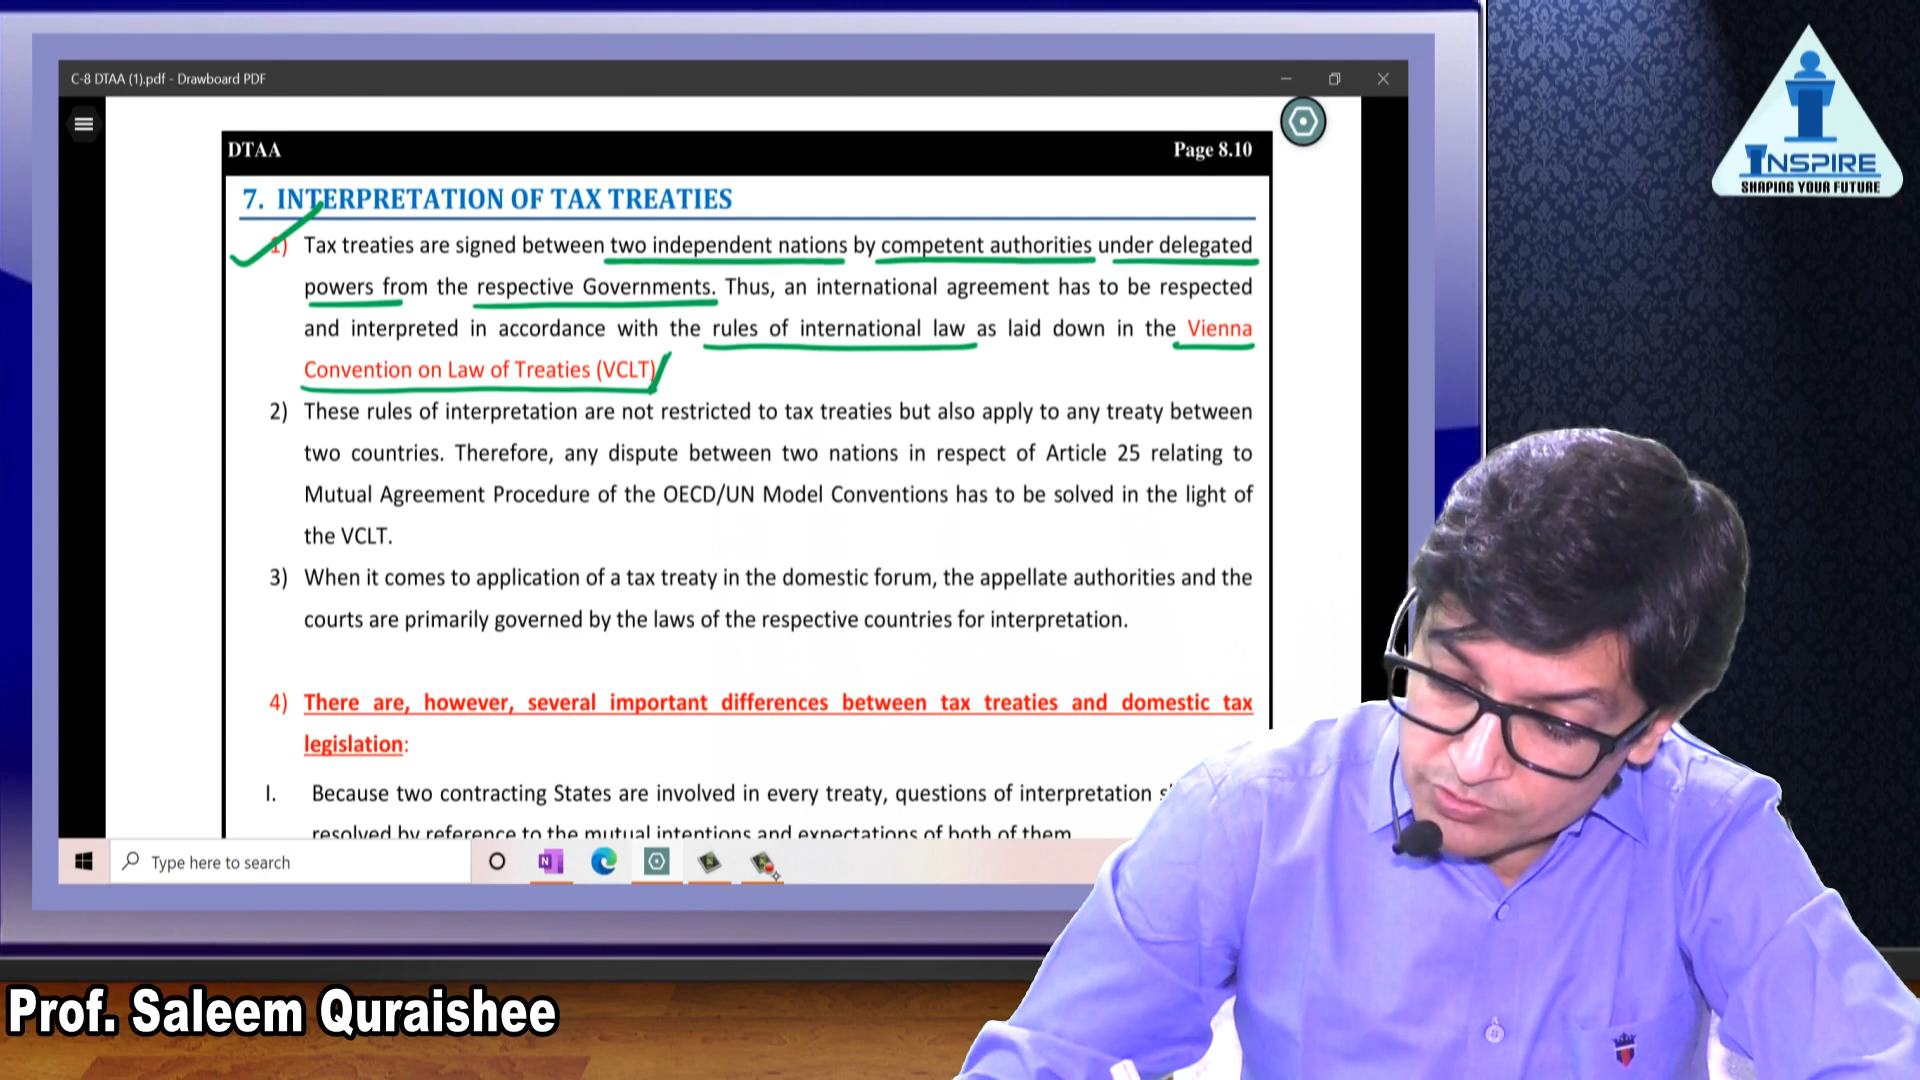 C-8 DTAA (1).pdf - Drawboard PDF
DTAA Page 8.10
7. INTERPRETATION OF TAX TREATIES
1) Tax treaties are signed between two independent nations by competent authorities under delegated
powers from the respective Governments. Thus, an international agreement has to be respected
and interpreted in accordance with the rules of international law as laid down in the Vienna
Convention on Law of Treaties (VCLT)
2) These rules of interpretation are not restricted to tax treaties but also apply to any treaty between
two countries. Therefore, any dispute between two nations in respect of Article 25 relating to
Mutual Agreement Procedure of the OECD/UN Model Conventions has to be solved in the light of
the VCLT.
3) When it comes to application of a tax treaty in the domestic forum, the appellate authorities and the
courts are primarily governed by the laws of the respective countries for interpretation.
4) There are, however, several important differences between tax treaties and domestic tax
legislation:
I. Because two contracting States are involved in every treaty, questions of interpretation
resolved by reference to the mutual intentions and expectations of both of them
Type here to search
INSPIRE
SHAPING YOUR FUTURE
Prof. Saleem Quraishee